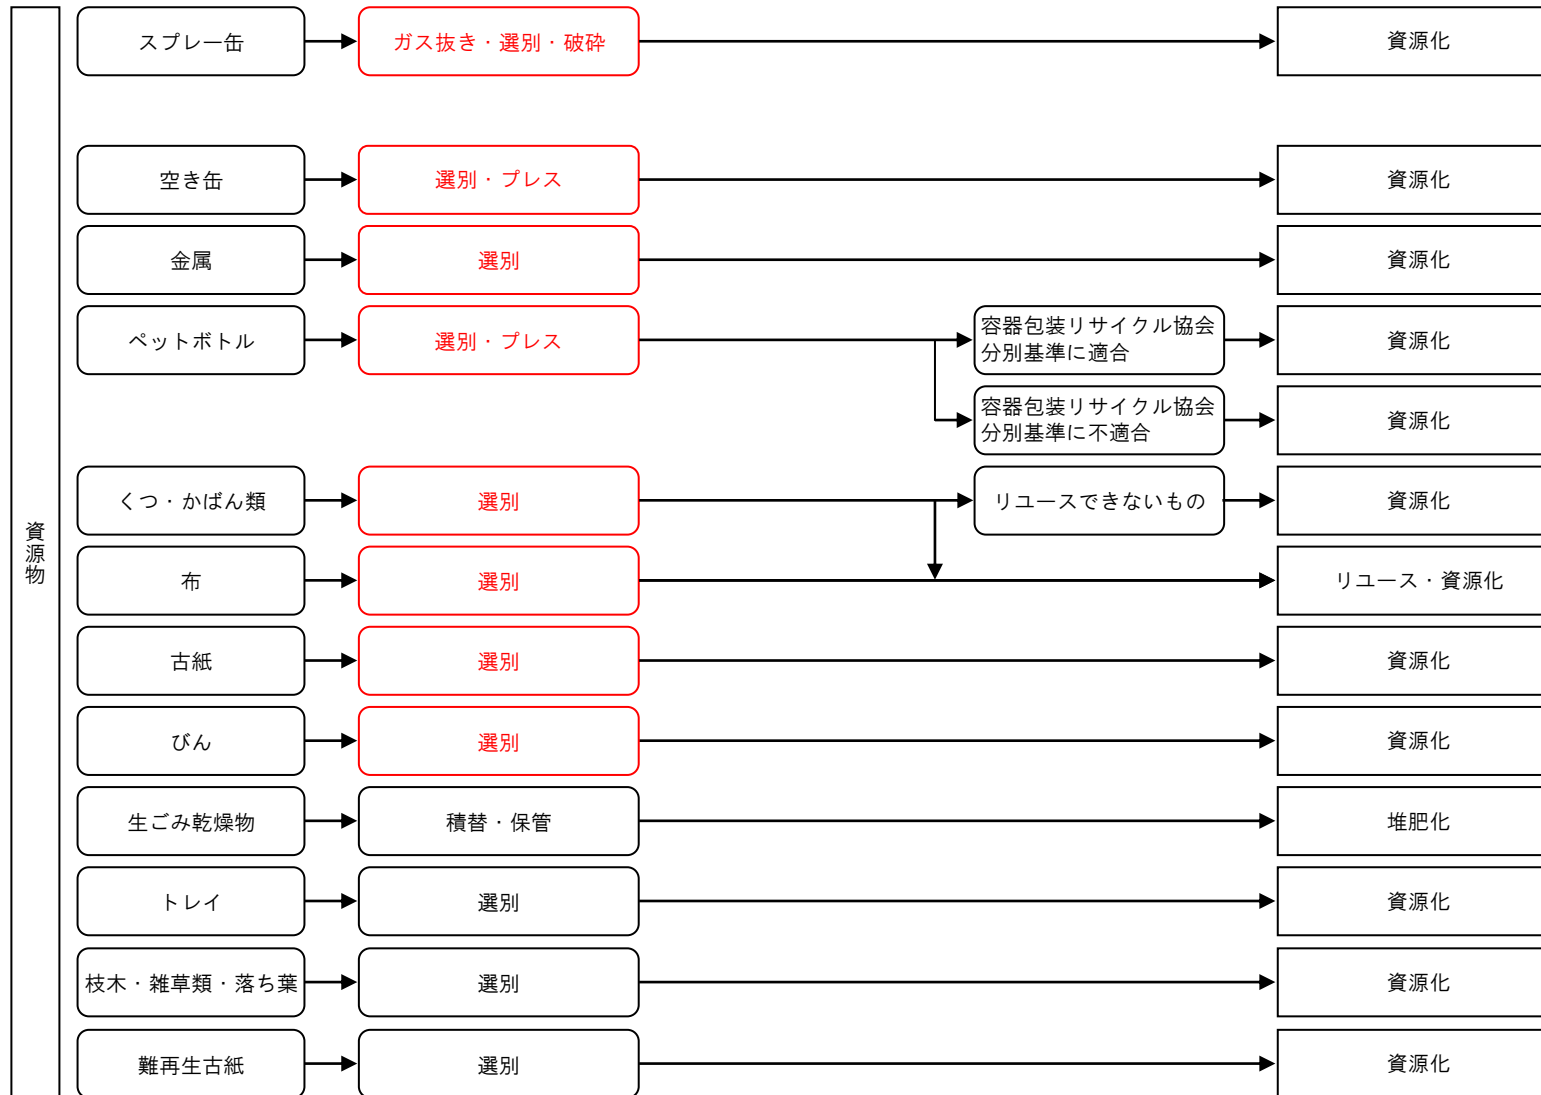 資源物
スプレー缶
ガス抜き・選別・破砕
資源化
空き缶
選別・プレス
資源化
金属
選別
資源化
ペットボトル
選別・プレス
容器包装リサイクル協会
分別基準に適合
資源化
容器包装リサイクル協会
分別基準に不適合
資源化
くつ・かばん類
選別
リユースできないもの
資源化
布
選別
リユース・資源化
古紙
選別
資源化
びん
選別
資源化
生ごみ乾燥物
積替・保管
堆肥化
トレイ
選別
資源化
枝木・雑草類・落ち葉
選別
資源化
難再生古紙
選別
資源化